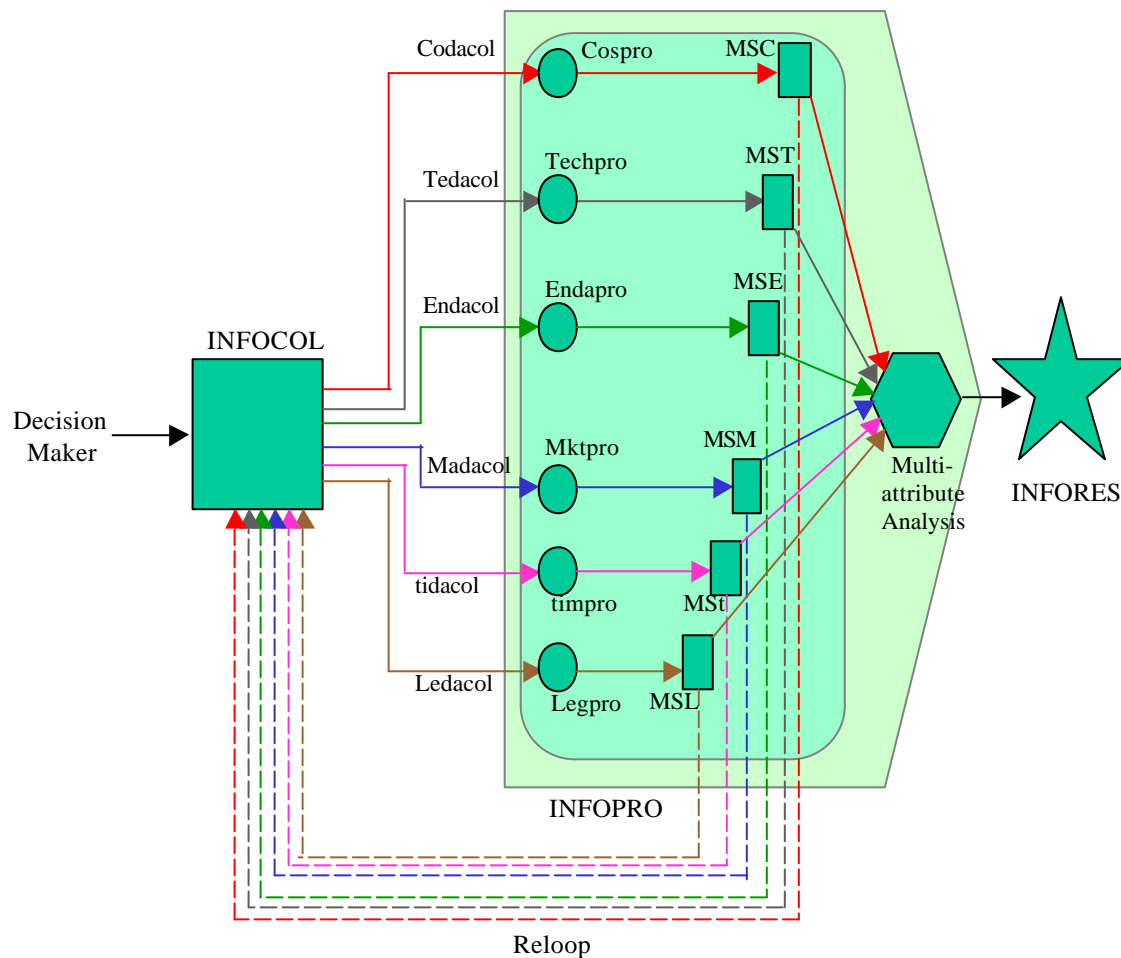 Codacol
Cospro
MSC
Tedacol
Techpro
MST
Endacol
Endapro
MSE
INFOCOL
Decision
Maker
Madacol
Mktpro
MSM
Multi-
attribute
Analysis
INFORES
tidacol
timpro
MSt
Ledacol
Legpro
MSL
INFOPRO
Reloop